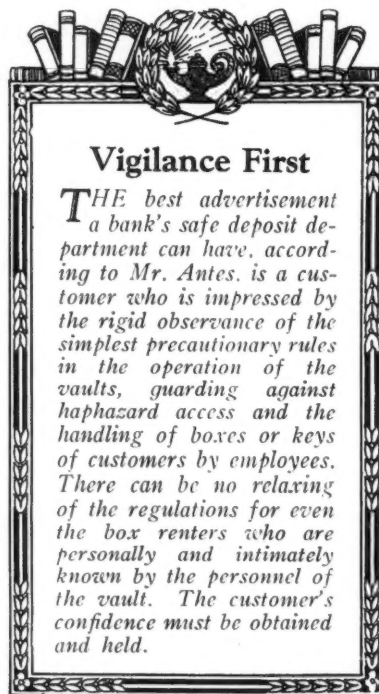 Vigilance First
THE best advertisement
a bank's safe deposit de-
partment can have, accord-
ing to Mr. Antes, is a cus-
tomer who is impressed by
the rigid observance of the
simplest precautionary rules
in the operation of the
vaults, guarding against
haphazard access and the
handling of boxes or keys
of customers by employees.
There can be no relaxing
of the regulations for even
the box renters who are
personally and intimately
known by the personnel of
the vault. The customer's
confidence must be obtained
and held.